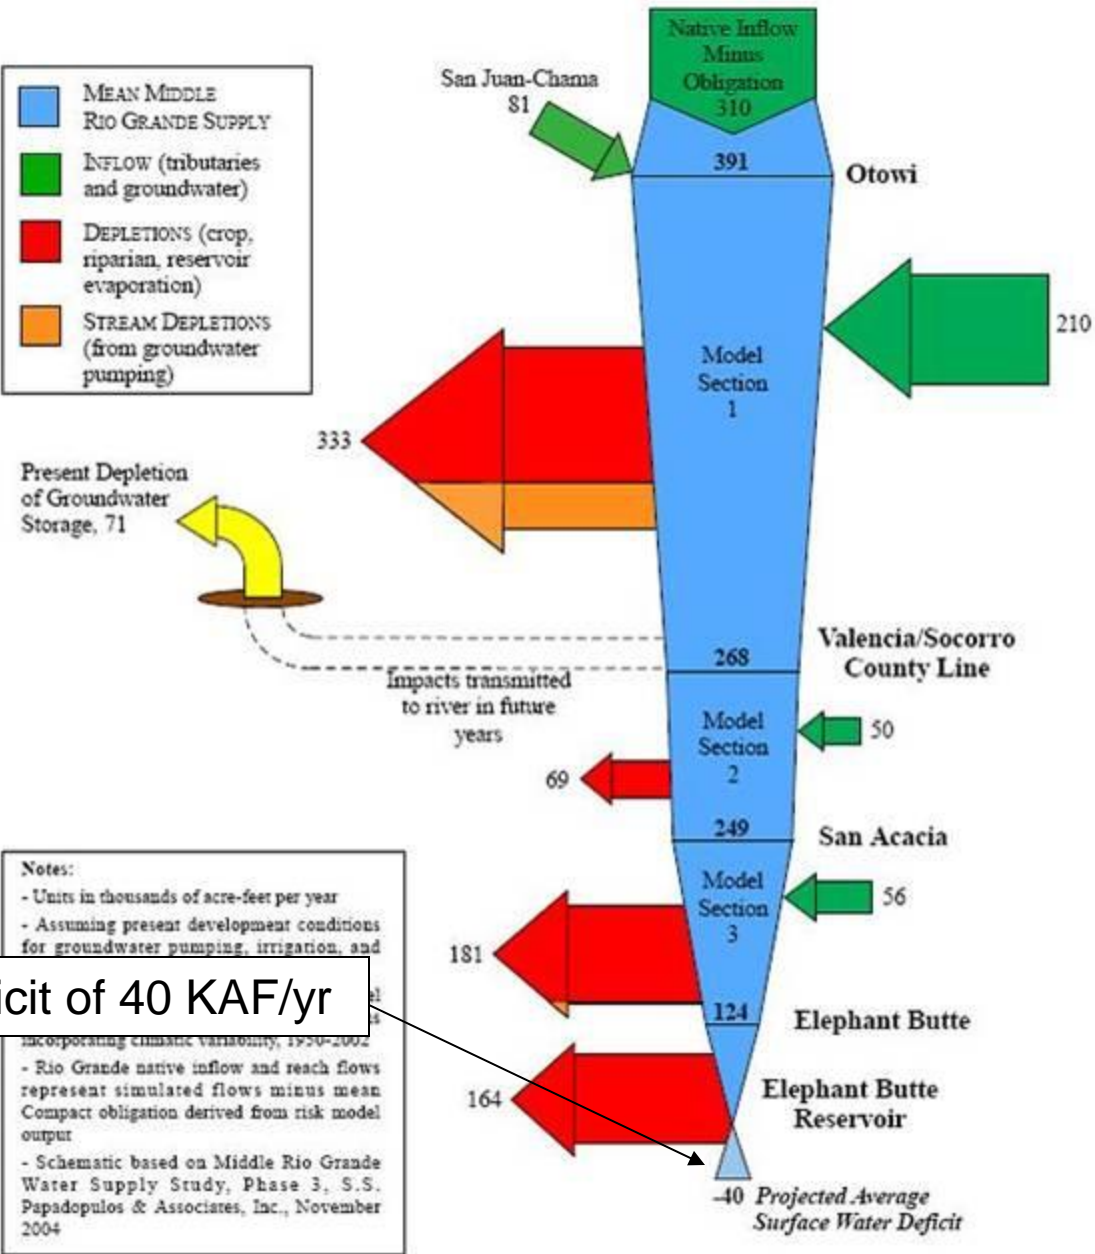 Native Inflow
Minus
Obligation
310
San Juan-Chama
81
391
Otowi
MEAN MIDDLE
RIO GRANDE SUPPLY
INFLOW (tributaries
and groundwater)
DEPLETIONS (crop,
riparian, reservoir
evaporation)
STREAM DEPLETIONS
(from groundwater
pumping)
210
Model
Section
1
333
Present Depletion
of Groundwater
Storage, 71
Impacts transmitted
to river in future
years
268
Valencia/Socorro
County Line
Model
Section
2
50
69
249
San Acacia
Model
Section
3
56
181
124
Elephant Butte
164
Elephant Butte
Reservoir
-40 Projected Average
Surface Water Deficit
Notes:
- Units in thousands of acre-feet per year
- Assuming present development conditions
for groundwater pumping, irrigation, and
icit of 40 KAF/yr
incorporating climatic variability, 1950-2002
- Rio Grande native inflow and reach flows
represent simulated flows minus mean
Compact obligation derived from risk model
output
- Schematic based on Middle Rio Grande
Water Supply Study, Phase 3, S.S.
Papadopulos & Associates, Inc., November
2004